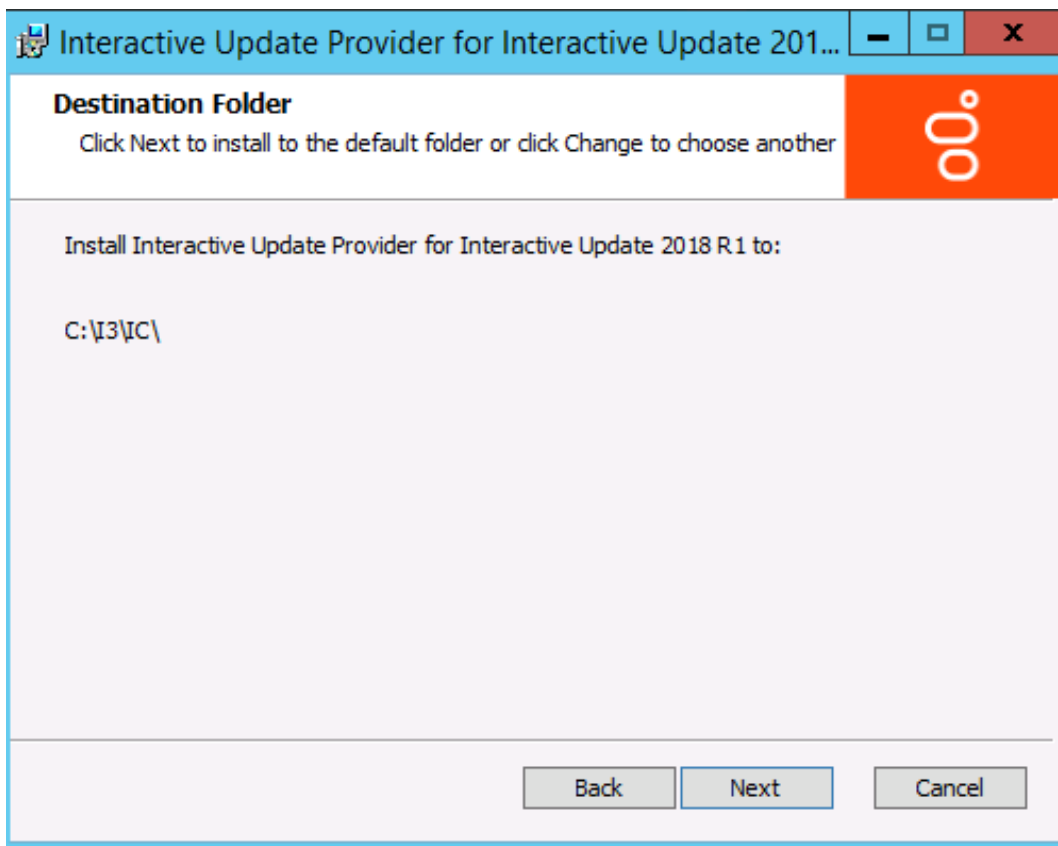 Interactive Update Provider for Interactive Update 201...
Destination Folder
Click Next to install to the default folder or click Change to choose another
Install Interactive Update Provider for Interactive Update 2018 R1 to:
C:\I3\IC\
Back Next Cancel